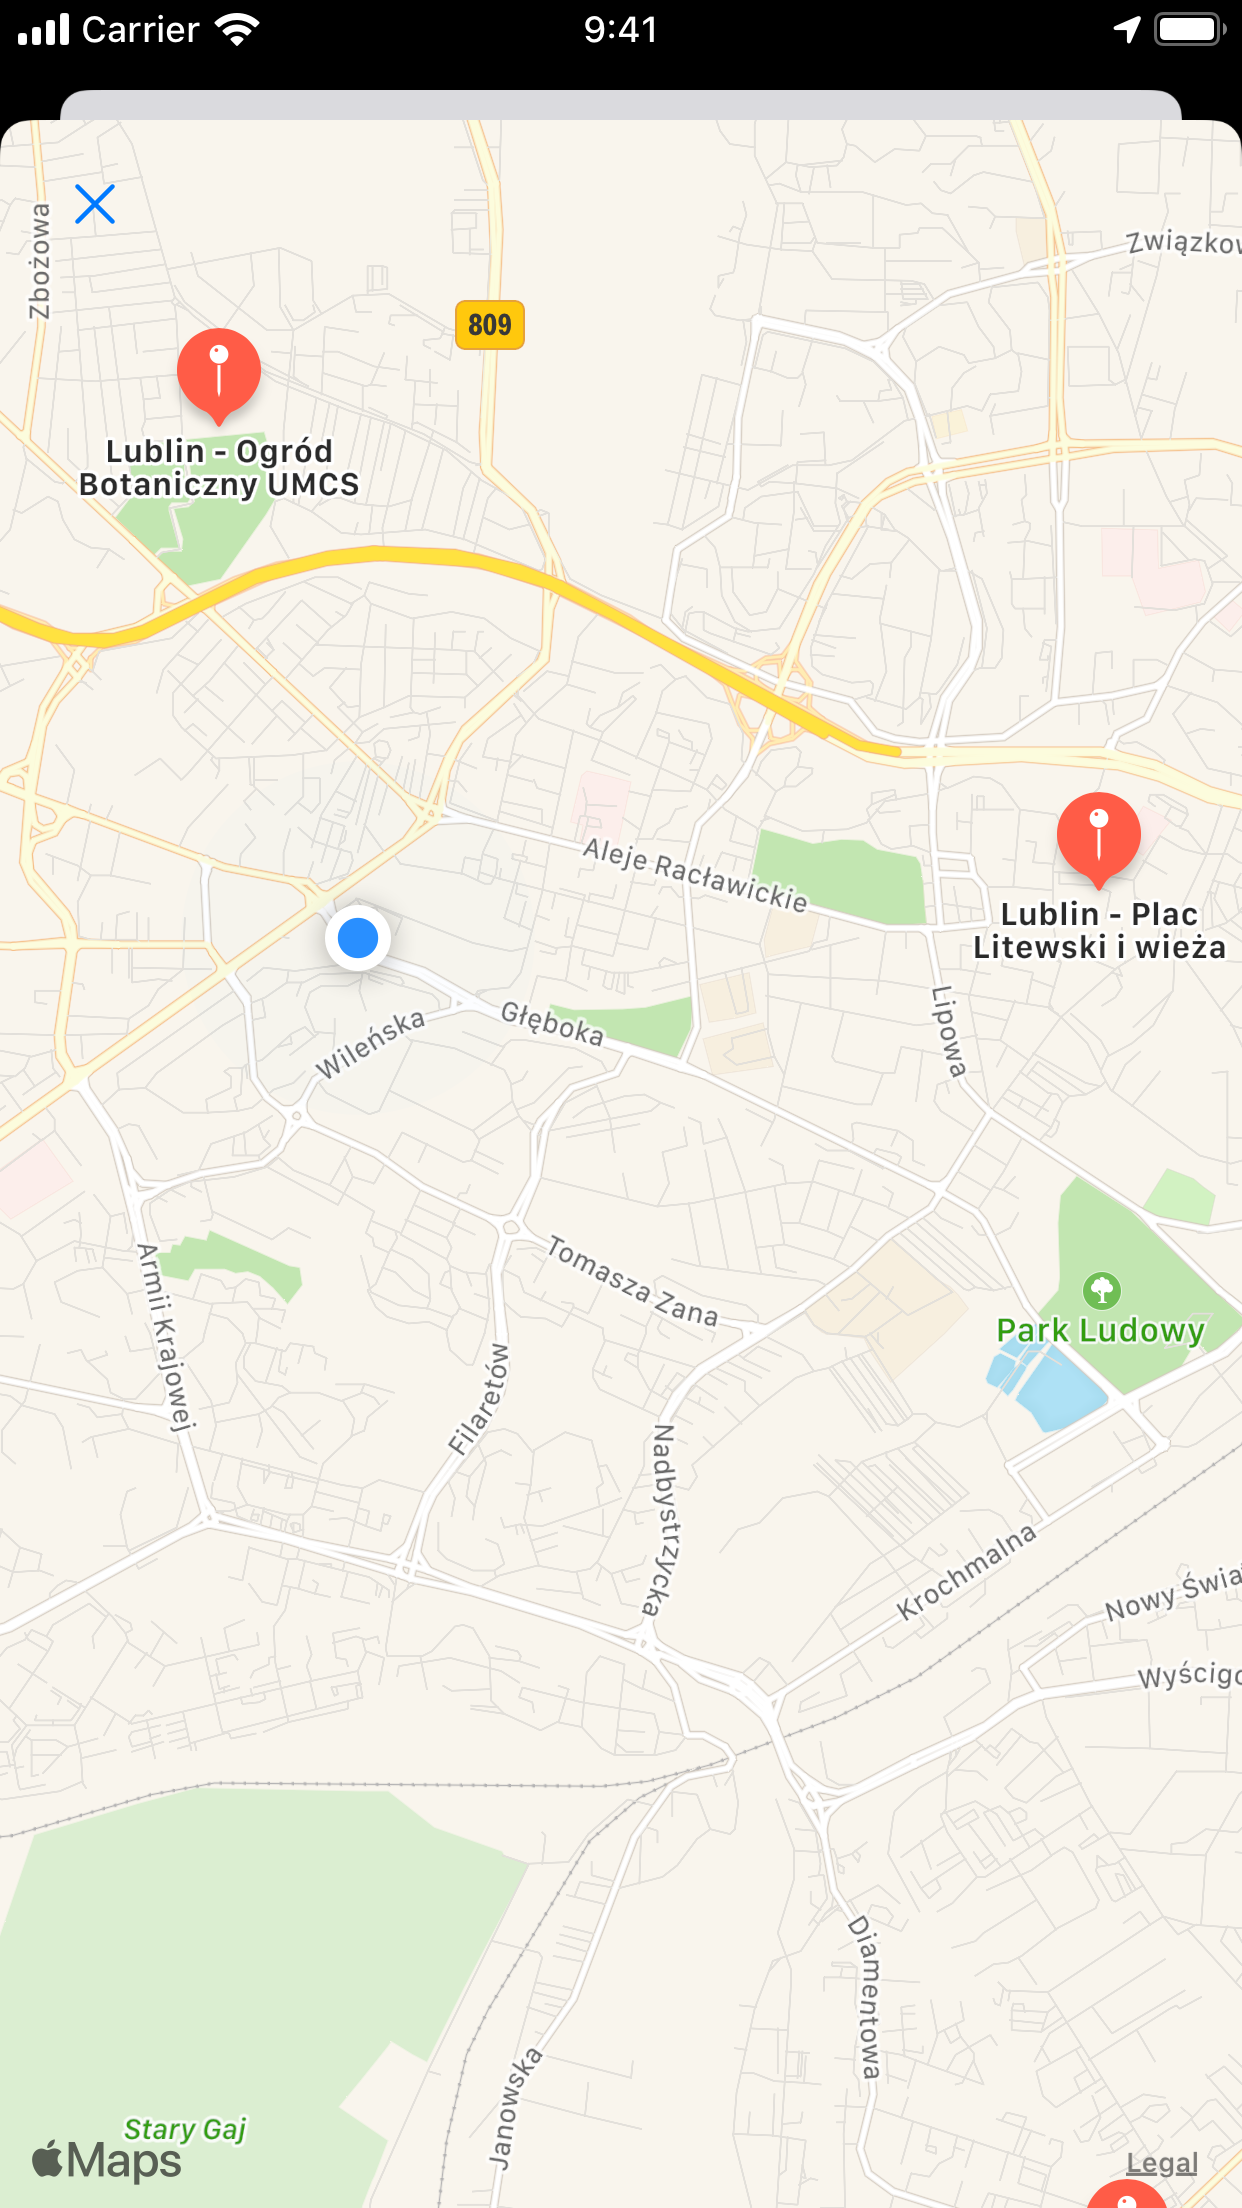 Carrier
9:41
Zbożowa
Związkow
809
Lublin - Ogród
Botaniczny UMCS
Aleje Racławickie
Lublin - Plac
Litewski i wieża
Lipowa
Głęboka
Wileńska
Tomasza Zana
Armii Krajowej
Park Ludowy
Filaretów
Nadbystrzycka
Krochmalna
Nowy Świa
Wyścigo
Diamentowa
Janowska
Stary Gaj
Maps
Legal